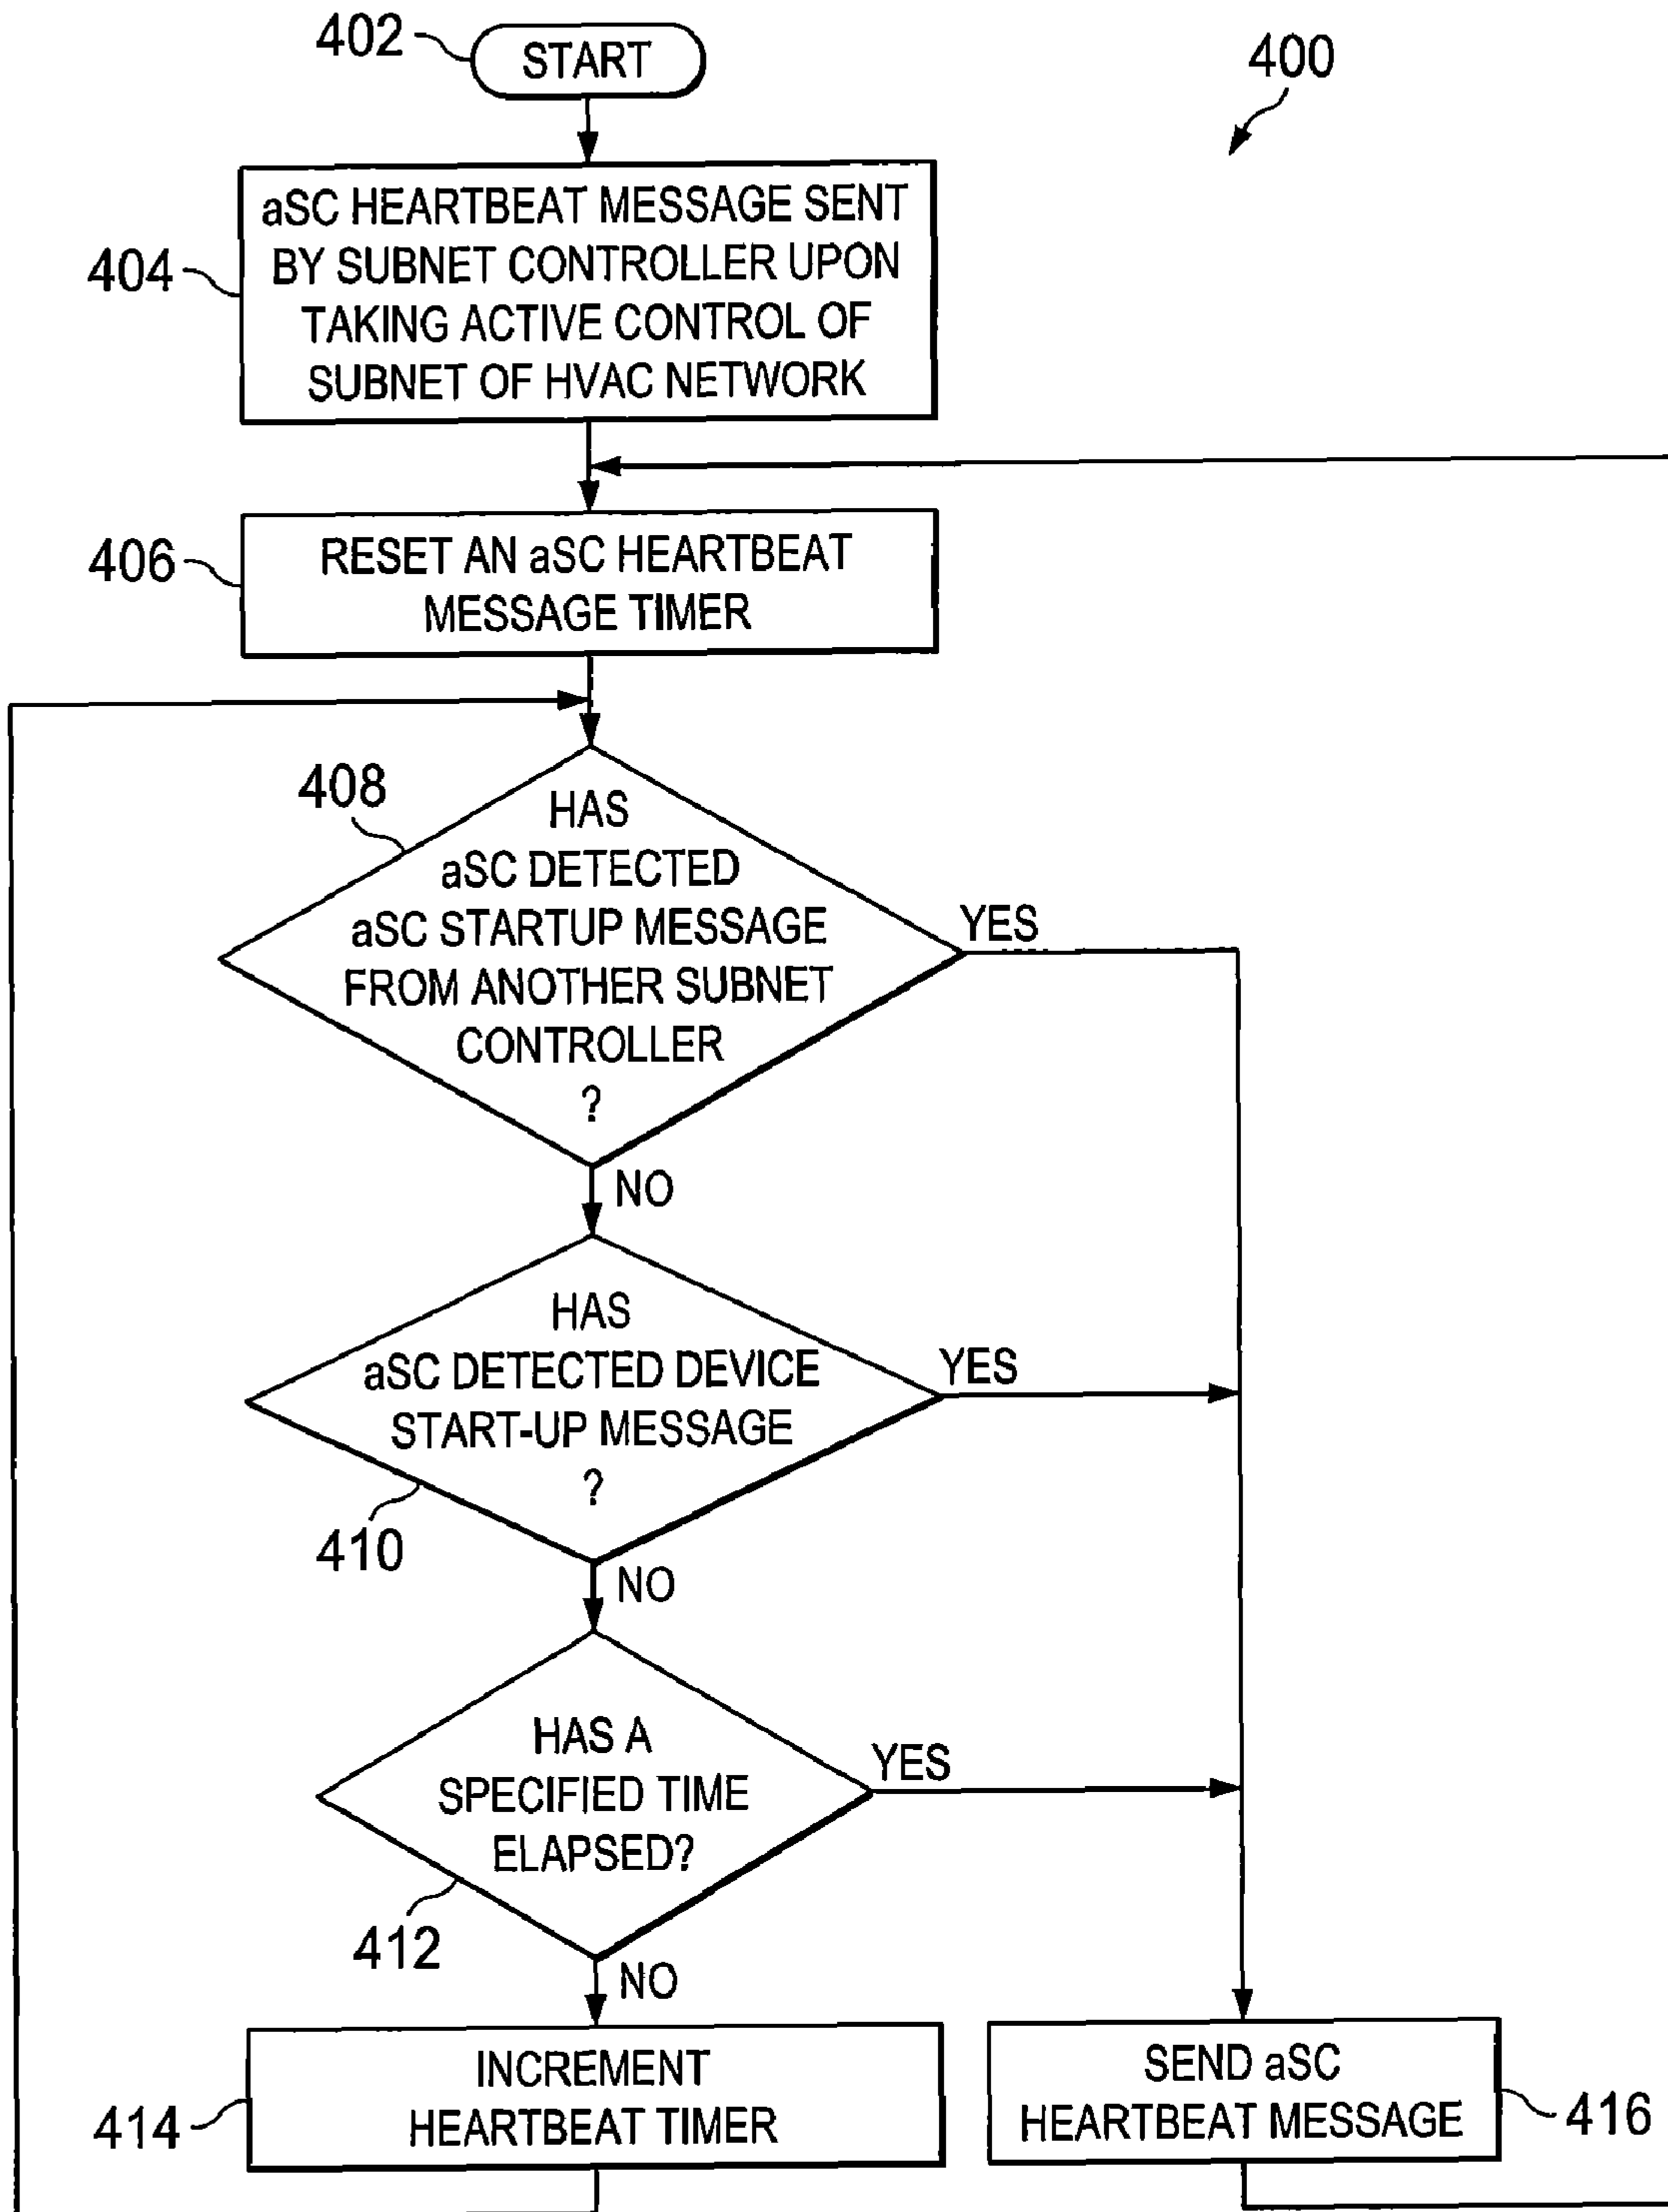 402
START
400
404
aSC HEARTBEAT MESSAGE SENT
BY SUBNET CONTROLLER UPON
TAKING ACTIVE CONTROL OF
SUBNET OF HVAC NETWORK
406
RESET AN aSC HEARTBEAT
MESSAGE TIMER
408
HAS
aSC DETECTED
aSC STARTUP MESSAGE
FROM ANOTHER SUBNET
CONTROLLER
?
YES
NO
HAS
aSC DETECTED DEVICE
START-UP MESSAGE
?
YES
410
NO
HAS A
SPECIFIED TIME
ELAPSED?
YES
412
NO
414
INCREMENT
HEARTBEAT TIMER
SEND aSC
HEARTBEAT MESSAGE
416